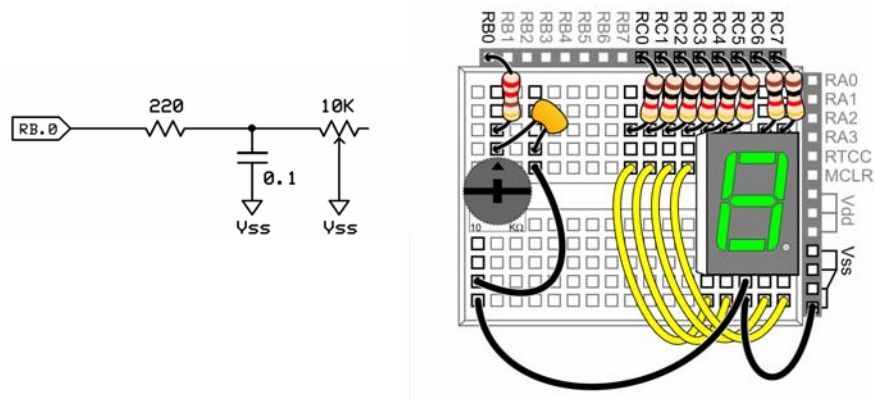 220
10K
RB.0
0.1
Vss
Vss
RB0
RB1
RB2
RB3
RB4
RB5
RB6
RB7
RC0
RC1
RC2
RC3
RC4
RC5
RC6
RC7
RA0
RA1
RA2
RA3
RTCC
MCLR
Vdd
Vss
10 KΩ
8